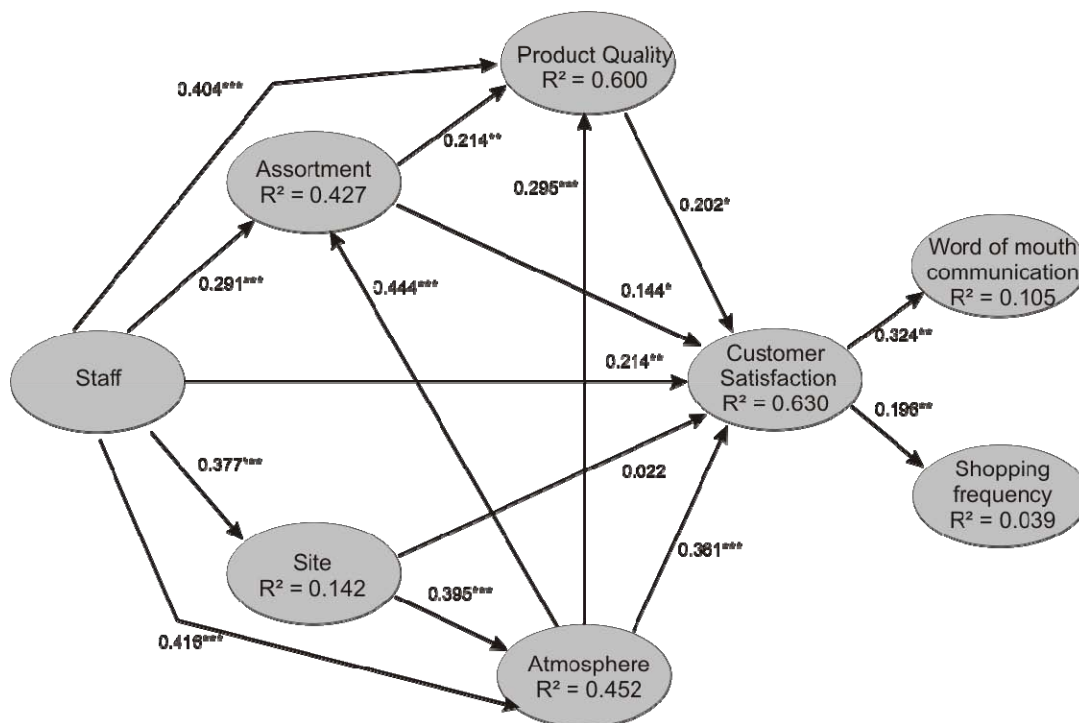 Product Quality
R² = 0.600
0.404***
0.214**
Assortment
R² = 0.427
0.295***
0.202*
Word of mouth
communication
R² = 0.105
0.291***
0.444***
0.144*
0.324**
Staff
0.214**
Customer
Satisfaction
R² = 0.630
0.196**
0.377***
0.022
Shopping
frequency
R² = 0.039
Site
R² = 0.142
0.395***
0.361***
0.416***
Atmosphere
R² = 0.452